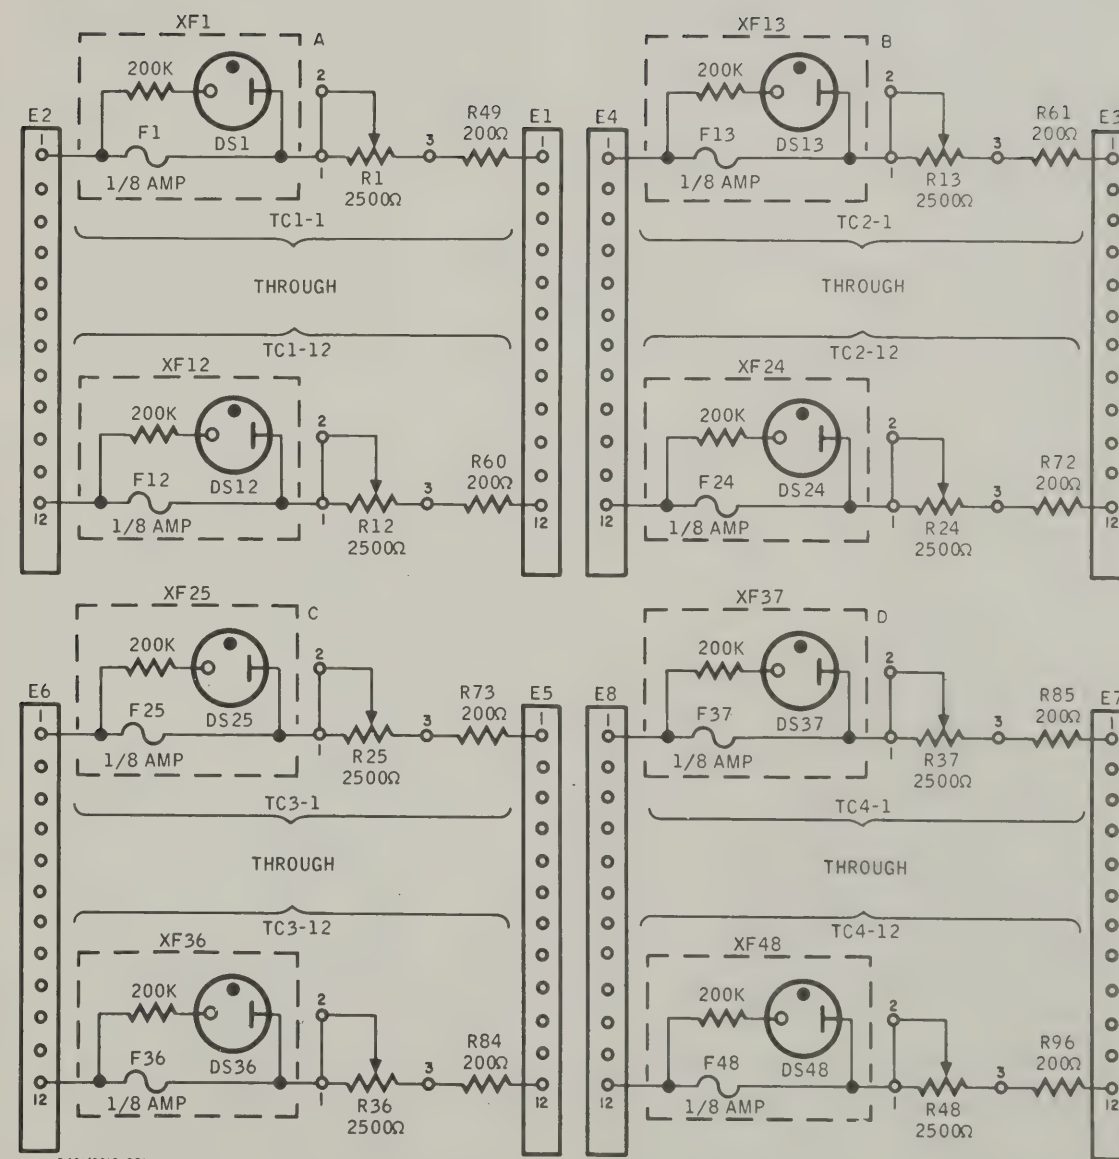 XF1
A
200K
2
E2
1
F1
DS1
1/8 AMP
1
R1
2500Ω
3
R49
200Ω
E1
1
TC1-1
THROUGH
TC1-12
XF12
200K
2
F12
DS12
12
1/8 AMP
1
R12
2500Ω
3
R60
200Ω
12
XF13
B
200K
2
E4
1
F13
DS13
1/8 AMP
1
R13
2500Ω
3
R61
200Ω
E3
1
TC2-1
THROUGH
TC2-12
XF24
200K
2
F24
DS24
12
1/8 AMP
1
R24
2500Ω
3
R72
200Ω
12
XF25
C
200K
2
E6
1
F25
DS25
1/8 AMP
1
R25
2500Ω
3
R73
200Ω
E5
1
TC3-1
THROUGH
TC3-12
XF36
200K
2
F36
DS36
12
1/8 AMP
1
R36
2500Ω
3
R84
200Ω
12
XF37
D
200K
2
E8
1
F37
DS37
1/8 AMP
1
R37
2500Ω
3
R85
200Ω
E7
1
TC4-1
THROUGH
TC4-12
XF48
200K
2
F48
DS48
12
1/8 AMP
1
R48
2500Ω
3
R96
200Ω
12